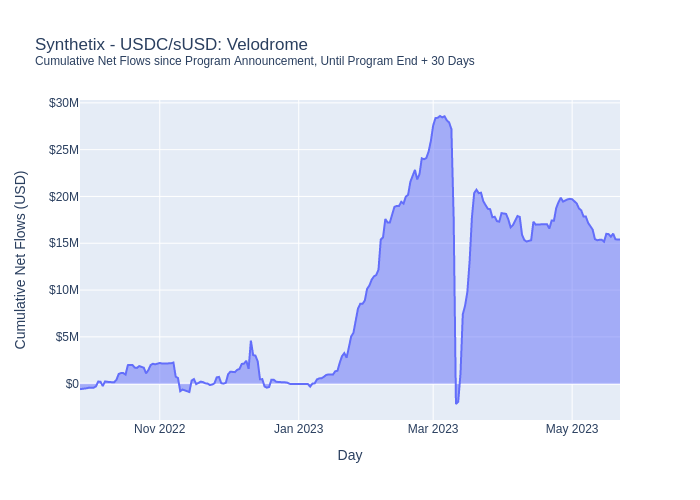 Synthetix - USDC/sUSD: Velodrome
Cumulative Net Flows since Program Announcement, Until Program End + 30 Days
Cumulative Net Flows (USD)
$30M
$25M
$20M
$15M
$10M
$5M
$0
Nov 2022
Jan 2023
Mar 2023
May 2023
Day